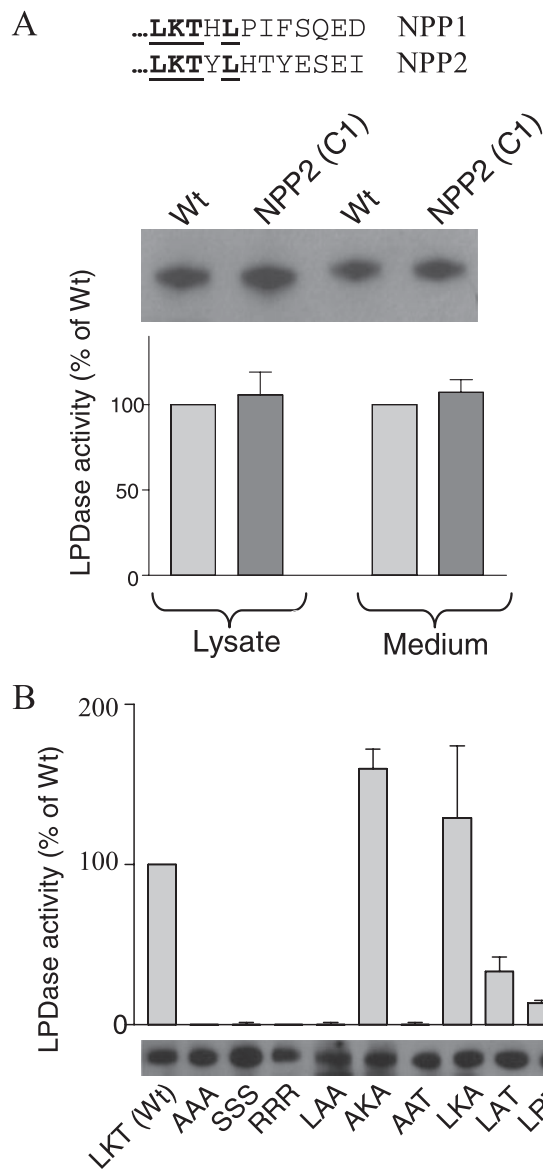 A
…LKTHLPIFSQED NPP1
…LKTYLHTYESEI NPP2
Wt NPP2 (C1) Wt NPP2 (C1)
LPDase activity (% of Wt)
100
50
0
Lysate Medium
B
LPDase activity (% of Wt)
200
100
0
LKT (Wt) AAA SSS RRR LAA AKA AAT LKA LAT